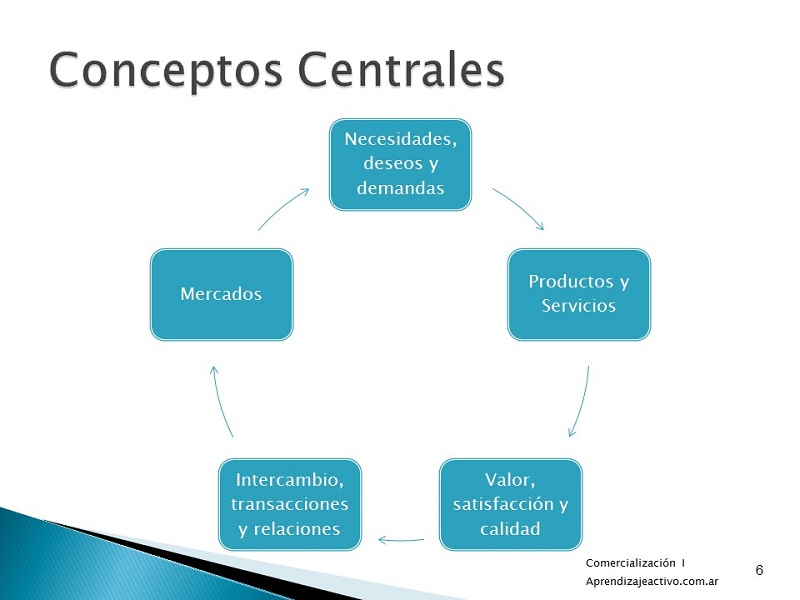 Conceptos Centrales
Necesidades,
deseos y
demandas
Productos y
Servicios
Valor,
satisfacción y
calidad
Intercambio,
transacciones
y relaciones
Mercados
Comercialización I
Aprendizajeactivo.com.ar
6